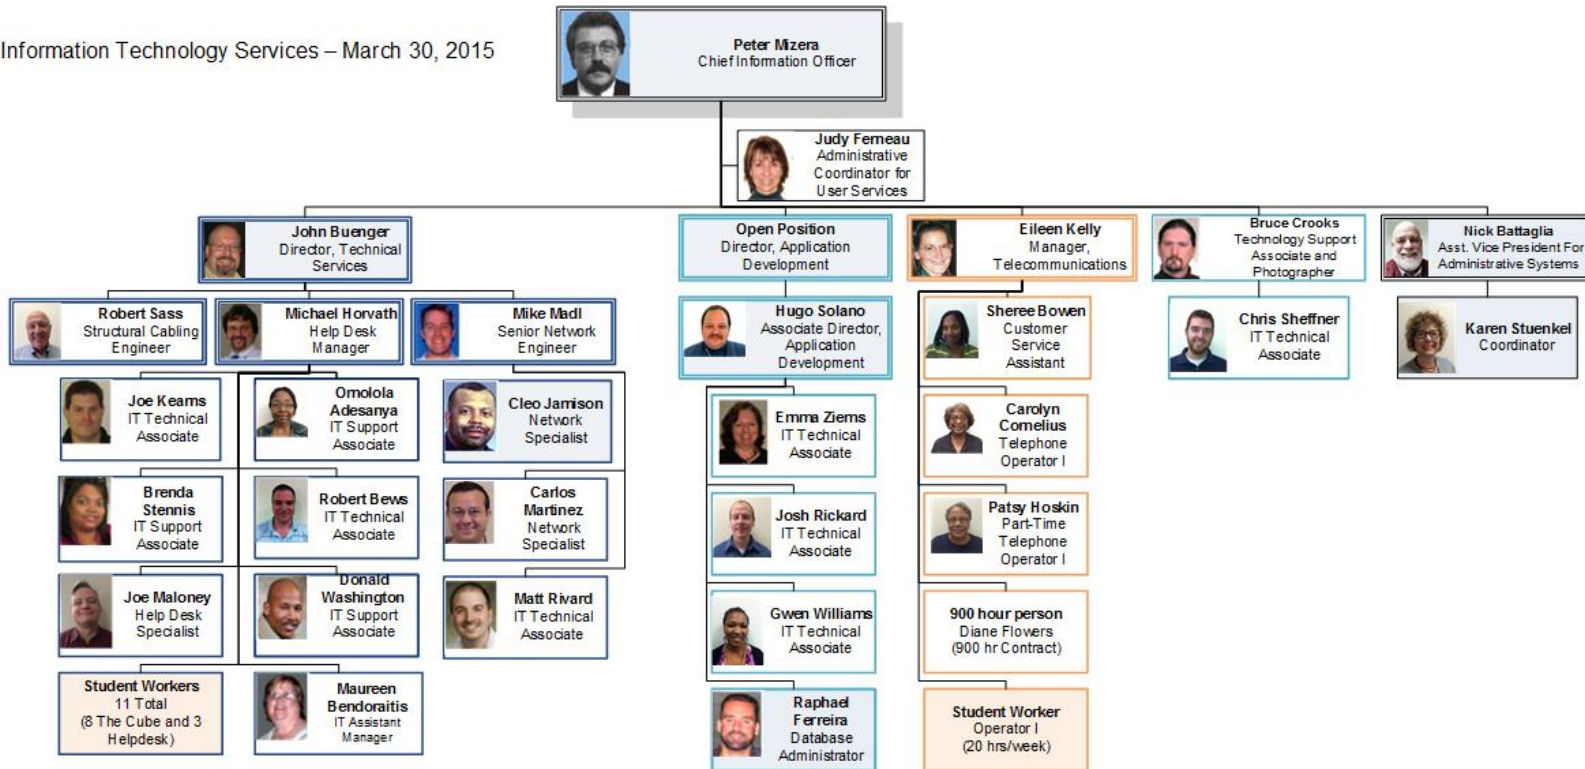 Information Technology Services – March 30, 2015
Peter Mizera
Chief Information Officer
Judy Ferneau
Administrative
Coordinator for
User Services
John Buenger
Director, Technical
Services
Open Position
Director, Application
Development
Eileen Kelly
Manager,
Telecommunications
Bruce Crooks
Technology Support
Associate and
Photographer
Nick Battaglia
Asst. Vice President For
Administrative Systems
Robert Sass
Structural Cabling
Engineer
Michael Horvath
Help Desk
Manager
Mike Madl
Senior Network
Engineer
Hugo Solano
Associate Director,
Application
Development
Sheree Bowen
Customer
Service
Assistant
Chris Sheffner
IT Technical
Associate
Karen Stuenkel
Coordinator
Joe Kearns
IT Technical
Associate
Omolola
Adesanya
IT Support
Associate
Cleo Jamison
Network
Specialist
Emma Ziems
IT Technical
Associate
Carolyn
Cornelius
Telephone
Operator I
Brenda
Stennis
IT Support
Associate
Robert Bews
IT Technical
Associate
Carlos
Martinez
Network
Specialist
Josh Rickard
IT Technical
Associate
Patsy Hoskin
Part-Time
Telephone
Operator I
Joe Maloney
Help Desk
Specialist
Donald
Washington
IT Support
Associate
Matt Rivard
IT Technical
Associate
Gwen Williams
IT Technical
Associate
900 hour person
Diane Flowers
(900 hr Contract)
Student Workers
11 Total
(8 The Cube and 3
Helpdesk)
Maureen
Bendoraitis
IT Assistant
Manager
Raphael
Ferreira
Database
Administrator
Student Worker
Operator I
(20 hrs/week)